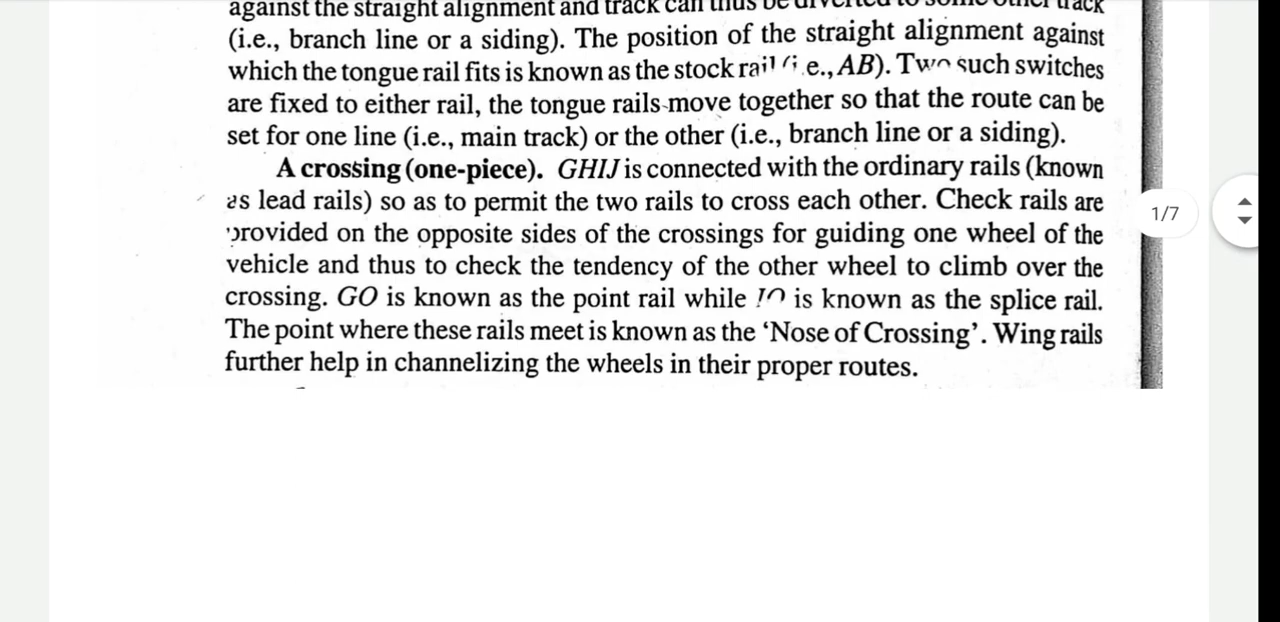 against the straight alignment and track can thus be diverted to some other track
(i.e., branch line or a siding). The position of the straight alignment against
which the tongue rail fits is known as the stock rail (i.e., AB). Two such switches
are fixed to either rail, the tongue rails move together so that the route can be
set for one line (i.e., main track) or the other (i.e., branch line or a siding).
A crossing (one-piece). GHIJ is connected with the ordinary rails (known
as lead rails) so as to permit the two rails to cross each other. Check rails are
provided on the opposite sides of the crossings for guiding one wheel of the
vehicle and thus to check the tendency of the other wheel to climb over the
crossing. GO is known as the point rail while is known as the splice rail.
The point where these rails meet is known as the ‘Nose of Crossing’. Wing rails
further help in channelizing the wheels in their proper routes.
1/7